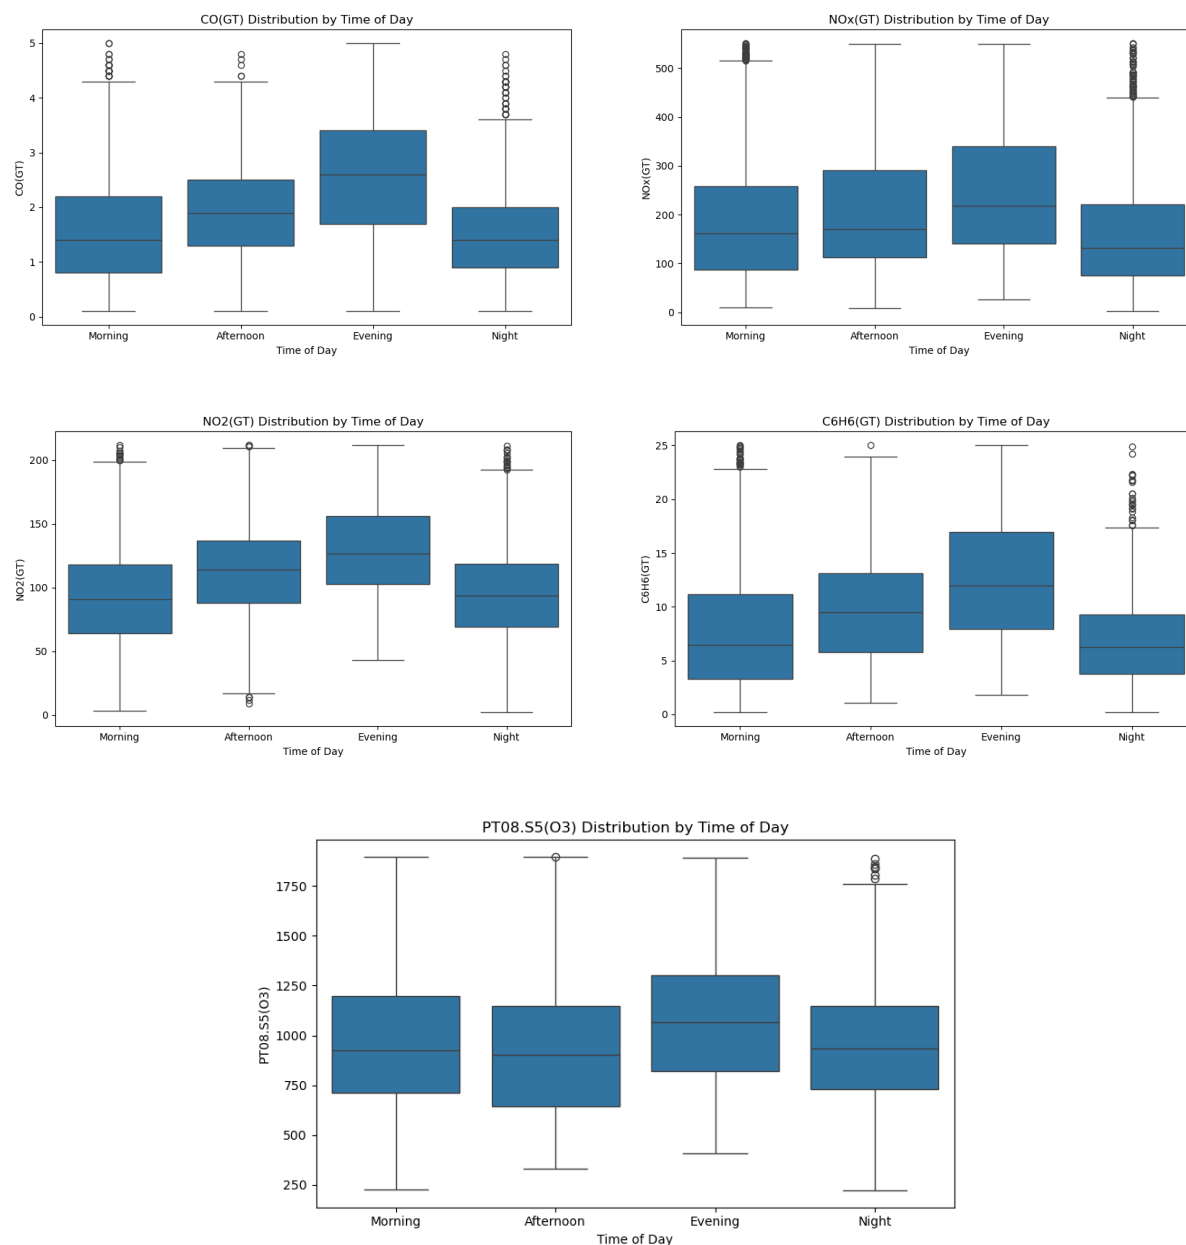 CO(GT) Distribution by Time of Day
CO(GT)
5
4
3
2
1
0
Morning Afternoon Evening Night
Time of Day
NOx(GT) Distribution by Time of Day
NOx(GT)
500
400
300
200
100
0
Morning Afternoon Evening Night
Time of Day
NO2(GT) Distribution by Time of Day
NO2(GT)
200
150
100
50
0
Morning Afternoon Evening Night
Time of Day
C6H6(GT) Distribution by Time of Day
C6H6(GT)
25
20
15
10
5
0
Morning Afternoon Evening Night
Time of Day
PT08.S5(O3) Distribution by Time of Day
PT08.S5(O3)
1750
1500
1250
1000
750
500
250
Morning Afternoon Evening Night
Time of Day